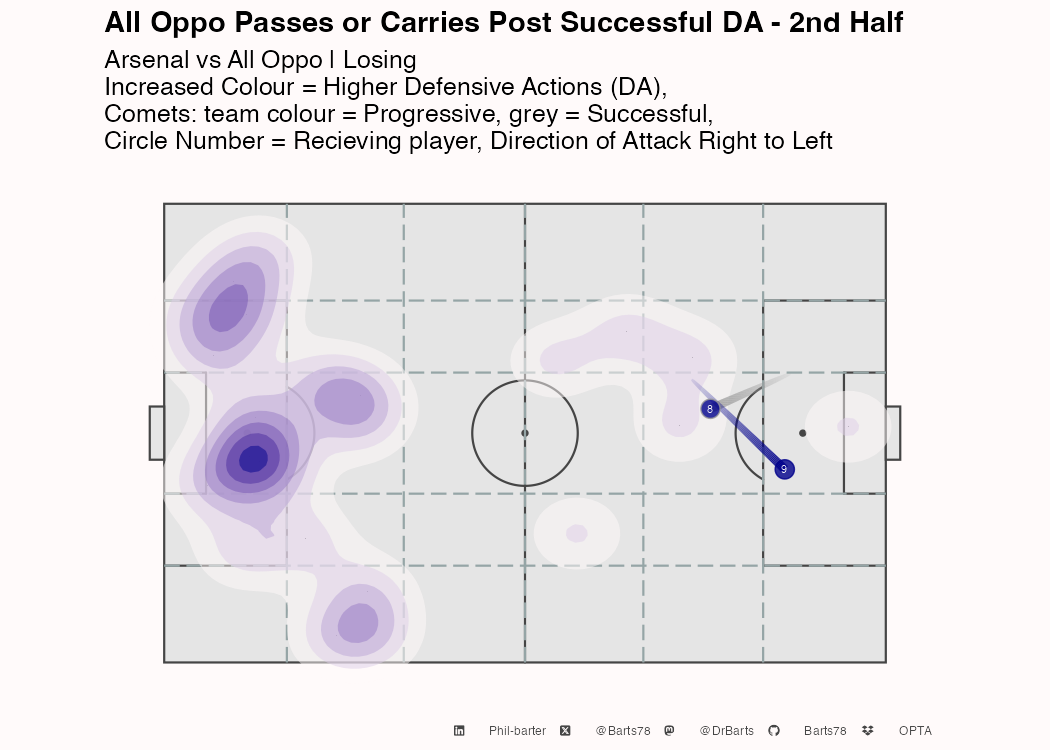 All Oppo Passes or Carries Post Successful DA - 2nd Half
Arsenal vs All Oppo | Losing
Increased Colour = Higher Defensive Actions (DA),
Comets: team colour = Progressive, grey = Successful,
Circle Number = Recieving player, Direction of Attack Right to Left
8
9
Phil-barter @Barts78 @DrBarts Barts78 OPTA